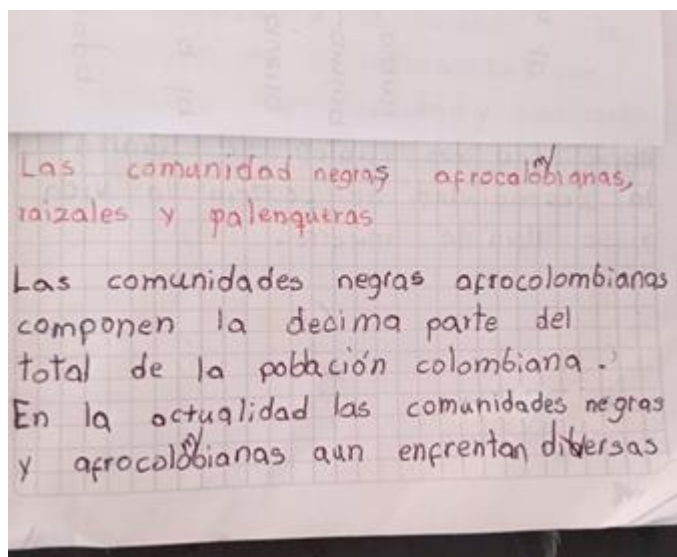 Las comunidad negras afrocalombianas,
raizales y palenqueras
Las comunidades negras afrocolombianas
componen la decima parte del
total de la población colombiana.
En la actualidad las comunidades negras
y afrocolombianas aun enfrentan diversas